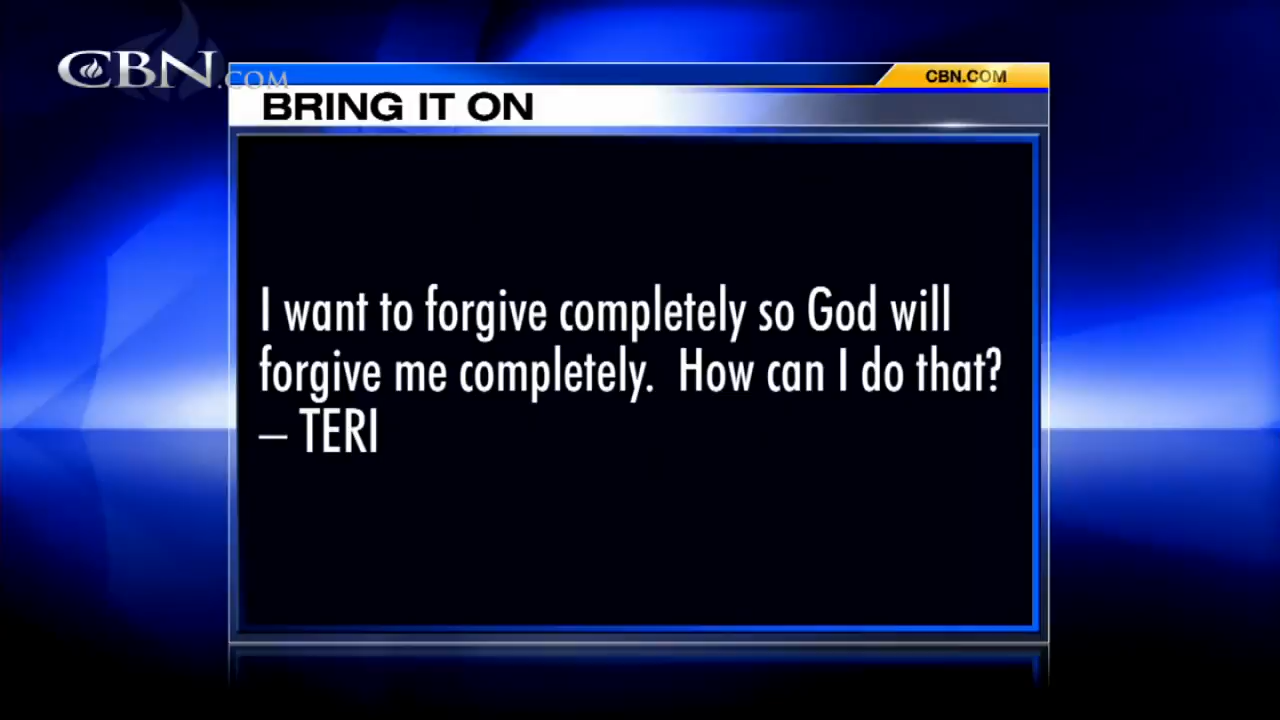 CBN.COM
CBN.COM
BRING IT ON
I want to forgive completely so God will
forgive me completely.  How can I do that?
– TERI